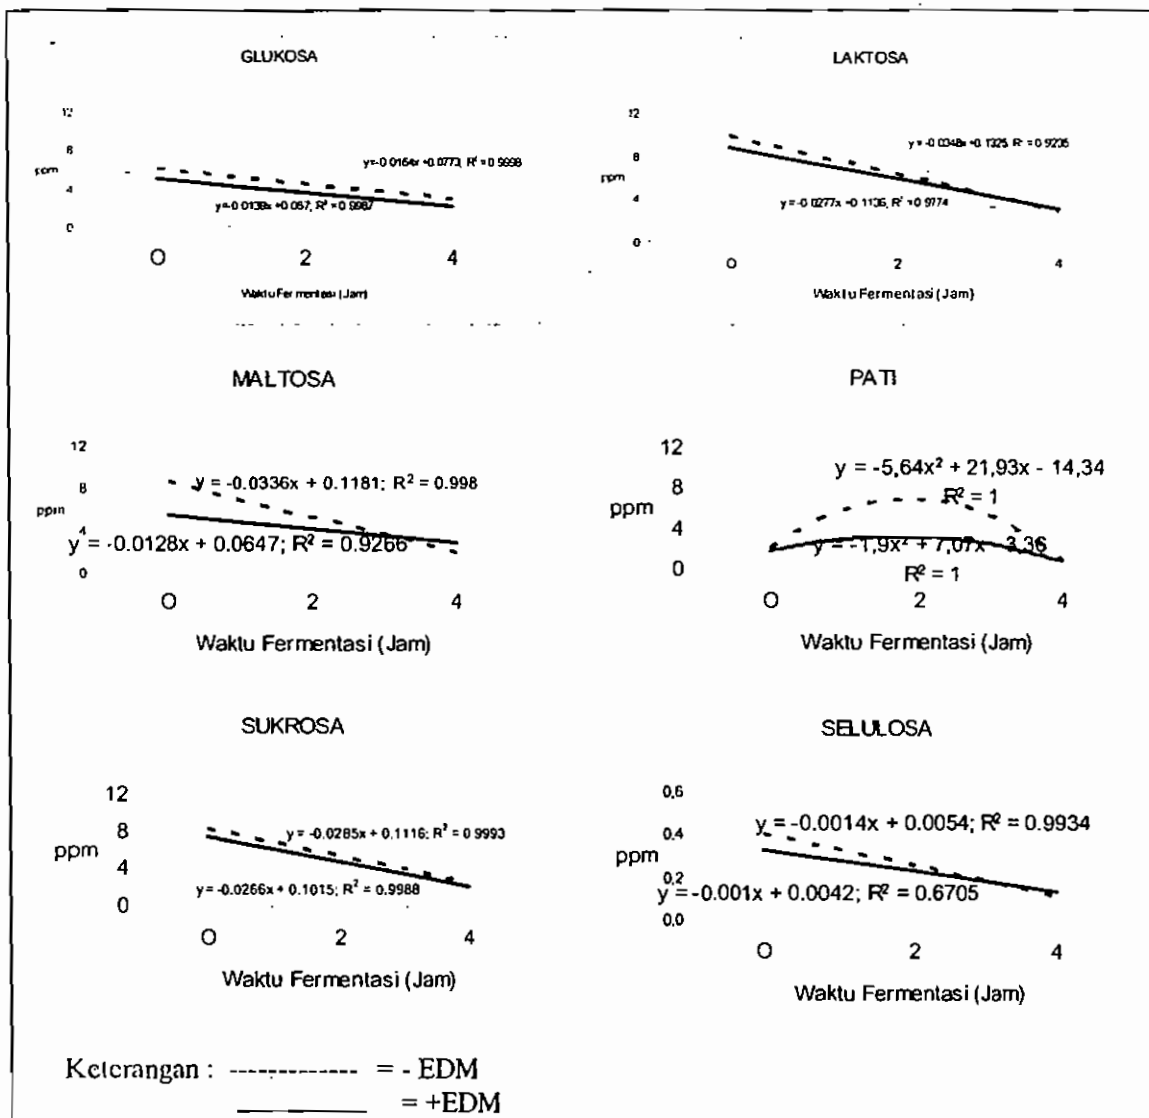 GLUKOSA
12
8
ppm
4
0
y=-0.0164x +0.0773, R² = 0.9998
0 2 4
Waktu Fermentasi (Jam)
LAKTOSA
12
8
ppm
4
0
y = -0.0348x +0.1325, R² = 0.9235
y = -0.0277x +0.1136, R² = 0.9774
0 2 4
Waktu Fermentasi (Jam)
MALTOSA
12
8
ppm
4
0
y = -0.0336x + 0.1181; R² = 0.998
y = -0.0128x + 0.0647; R² = 0.9266
0 2 4
Waktu Fermentasi (Jam)
PATI
12
8
ppm
4
0
y = -5,64x² + 21,93x - 14,34
R² = 1
y = -1,9x² + 7,07x - 3,36
R² = 1
0 2 4
Waktu Fermentasi (Jam)
SUKROSA
12
8
ppm
4
0
y = -0.0285x + 0.1116; R² = 0.9993
y = -0.0266x + 0.1015; R² = 0.9988
0 2 4
Waktu Fermentasi (Jam)
SELULOSA
0,6
0,4
ppm
0,2
0,0
y = -0.0014x + 0.0054; R² = 0.9934
y = -0.001x + 0.0042; R² = 0.6705
0 2 4
Waktu Fermentasi (Jam)
Keterangan : ------------- = - EDM
= +EDM